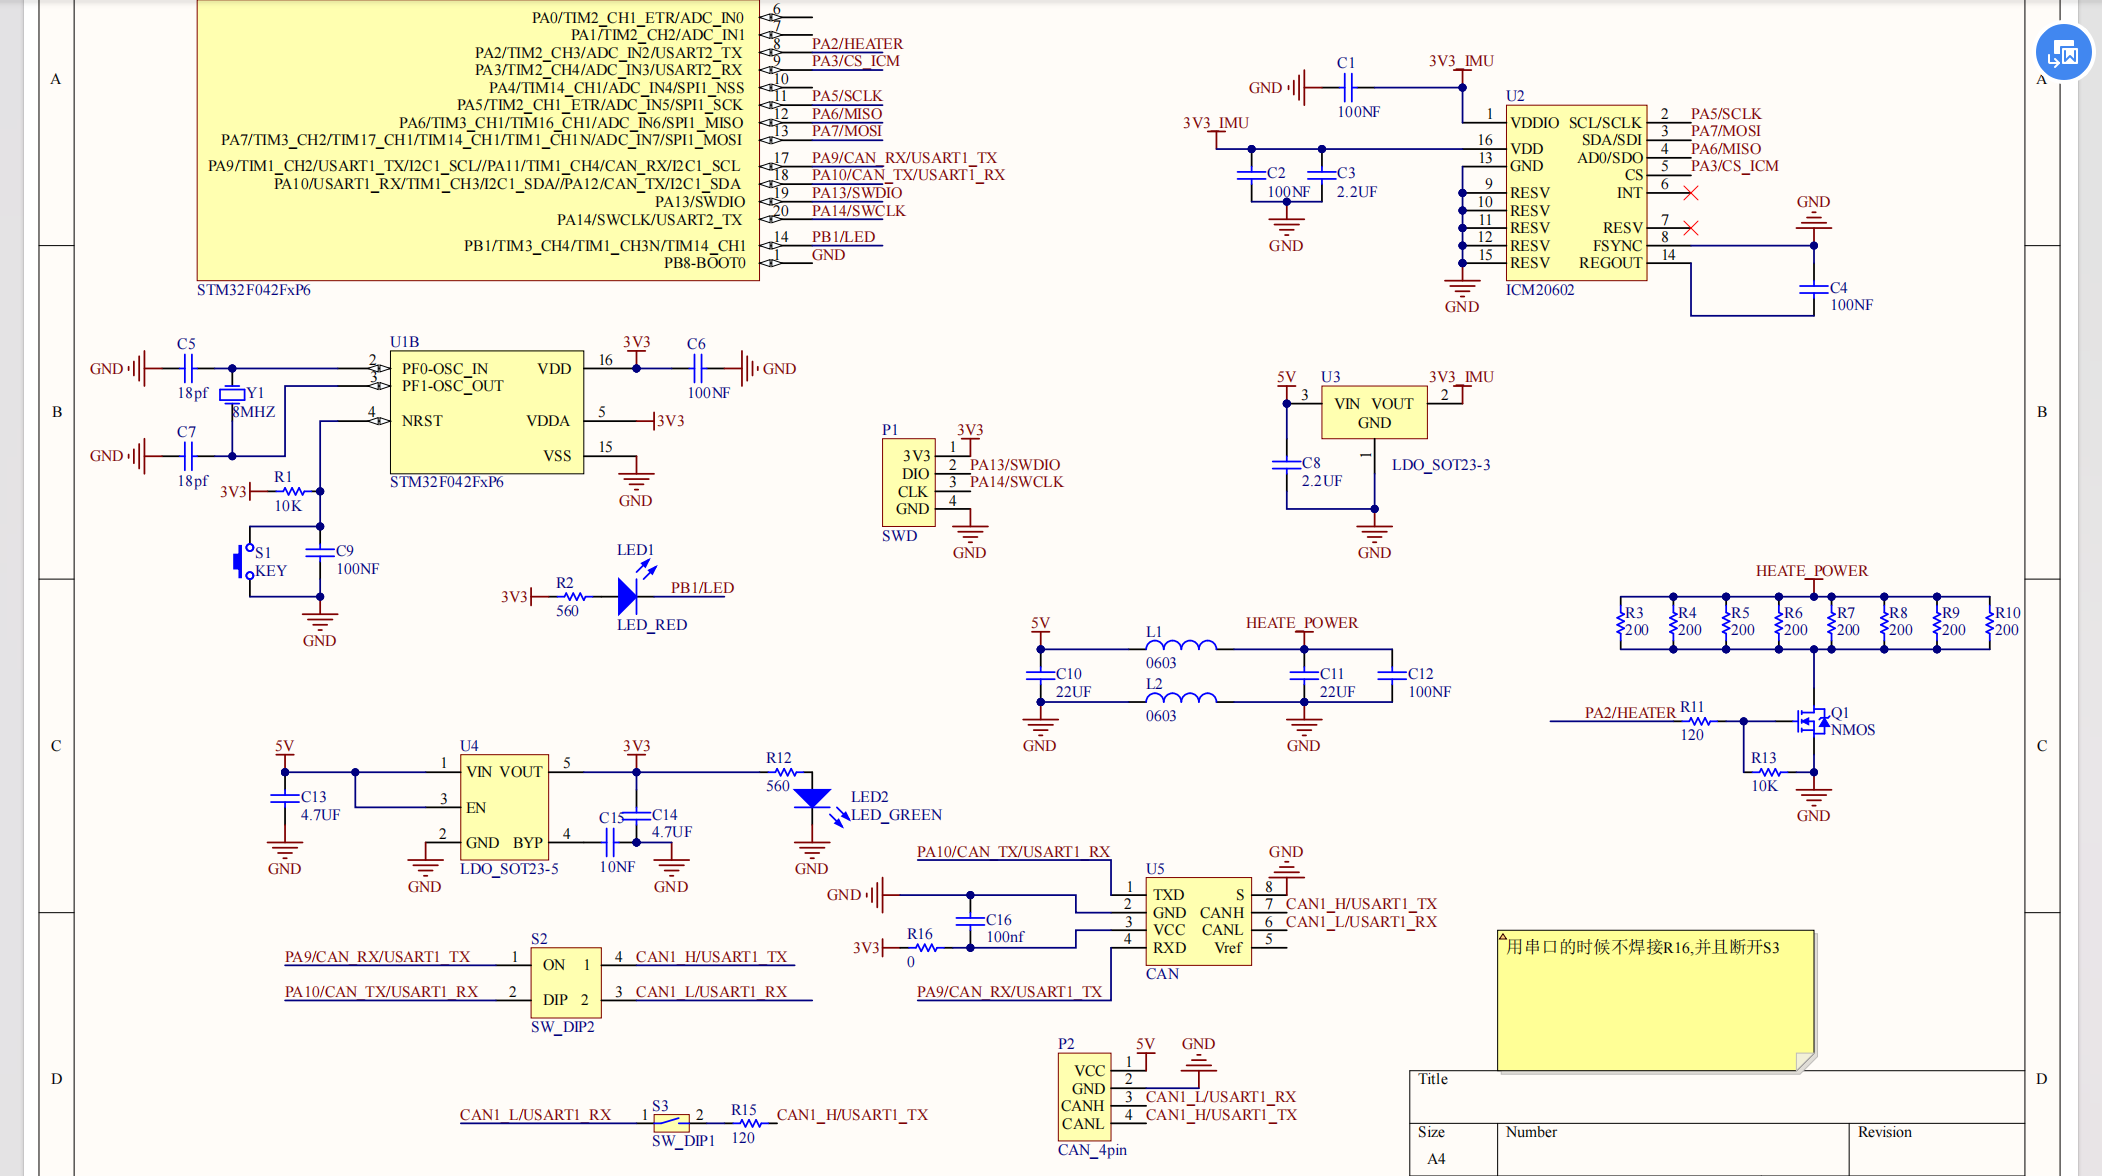 A
PA0/TIM2_CH1_ETR/ADC_IN0 6
PA1/TIM2_CH2/ADC_IN1 7
PA2/TIM2_CH3/ADC_IN2/USART2_TX 8 PA2/HEATER
PA3/TIM2_CH4/ADC_IN3/USART2_RX 9 PA3/CS_ICM
PA4/TIM14_CH1/ADC_IN4/SPI1_NSS 10
PA5/TIM2_CH1_ETR/ADC_IN5/SPI1_SCK 11 PA5/SCLK
PA6/TIM3_CH1/TIM16_CH1/ADC_IN6/SPI1_MISO 12 PA6/MISO
PA7/TIM3_CH2/TIM17_CH1/TIM14_CH1/TIM1_CH1N/ADC_IN7/SPI1_MOSI 13 PA7/MOSI
PA9/TIM1_CH2/USART1_TX/I2C1_SCL//PA11/TIM1_CH4/CAN_RX/I2C1_SCL 17 PA9/CAN_RX/USART1_TX
PA10/USART1_RX/TIM1_CH3/I2C1_SDA//PA12/CAN_TX/I2C1_SDA 18 PA10/CAN_TX/USART1_RX
PA13/SWDIO 19 PA13/SWDIO
PA14/SWCLK/USART2_TX 20 PA14/SWCLK
PB1/TIM3_CH4/TIM1_CH3N/TIM14_CH1 14 PB1/LED
PB8-BOOT0 1 GND
STM32F042FxP6
C1 3V3_IMU
GND 100NF
U2
3V3_IMU
1 VDDIO SCL/SCLK 2 PA5/SCLK
SDA/SDI 3 PA7/MOSI
16 VDD AD0/SDO 4 PA6/MISO
13 GND CS 5 PA3/CS_ICM
9 RESV INT 6
10 RESV
11 RESV RESV 7
12 RESV FSYNC 8
15 RESV REGOUT 14
ICM20602
C2 100NF
C3 2.2UF
GND
GND
GND
C4
100NF
A
B
U1B
C5 GND 18pf
Y1
8MHZ
C7 GND 18pf
2 PF0-OSC_IN VDD 16 3V3
3 PF1-OSC_OUT
4 NRST VDDA 5 3V3
VSS 15
GND
STM32F042FxP6
C6 100NF GND
R1
3V3 10K
S1
KEY
C9
100NF
GND
LED1
R2 3V3 560 PB1/LED
LED_RED
P1 3V3
3V3 1
DIO 2 PA13/SWDIO
CLK 3 PA14/SWCLK
GND 4
SWD GND
5V U3 3V3_IMU
3 VIN VOUT 2
GND
1
C8
2.2UF
LDO_SOT23-3
GND
B
HEATE_POWER
R3 R4 R5 R6 R7 R8 R9 R10
200 200 200 200 200 200 200 200
C
5V L1 HEATE_POWER
0603
C10 L2 C11 C12
22UF 0603 22UF 100NF
GND GND
PA2/HEATER R11
120
Q1
NMOS
R13
10K
GND
C
5V U4 3V3
1 VIN VOUT 5
3 EN
2 GND BYP 4
LDO_SOT23-5
C13
4.7UF
GND
GND
C15
10NF
C14
4.7UF
GND
R12
560
LED2
LED_GREEN
GND
PA10/CAN_TX/USART1_RX
U5 GND
1 TXD S 8
GND 2 GND CANH 7 CAN1_H/USART1_TX
3 VCC CANL 6 CAN1_L/USART1_RX
4 RXD Vref 5
CAN
C16
100nf
3V3 R16
0
PA9/CAN_RX/USART1_TX
S2
PA9/CAN_RX/USART1_TX 1 ON 1 4 CAN1_H/USART1_TX
PA10/CAN_TX/USART1_RX 2 DIP 2 3 CAN1_L/USART1_RX
SW_DIP2
用串口的时候不焊接R16,并且断开S3
D
CAN1_L/USART1_RX 1 S3 2 R15 CAN1_H/USART1_TX
SW_DIP1 120
P2 5V GND
VCC 1
GND 2
CANH 3 CAN1_L/USART1_RX
CANL 4 CAN1_H/USART1_TX
CAN_4pin
Title
Size Number Revision
A4
D